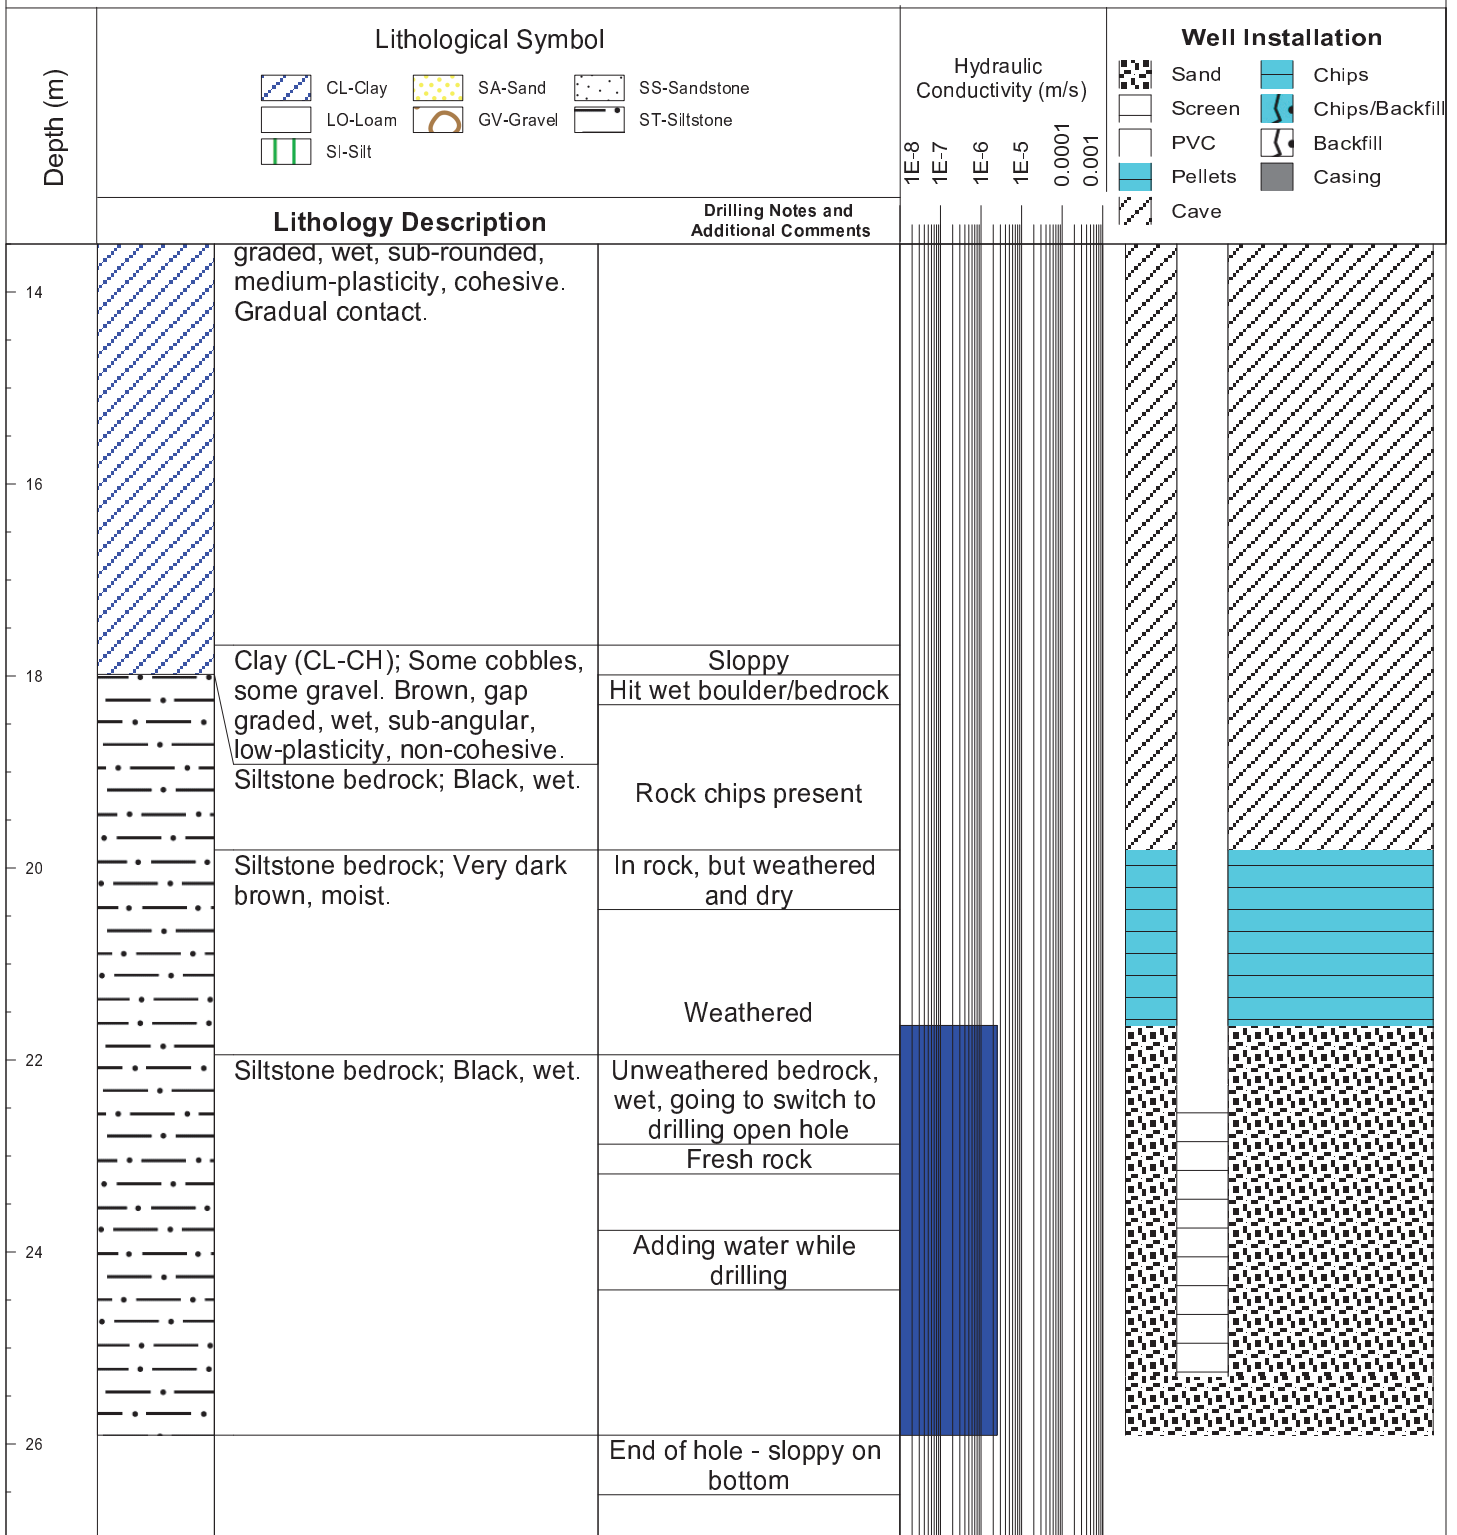 Depth (m)
Lithological Symbol
CL-Clay
SA-Sand
SS-Sandstone
LO-Loam
GV-Gravel
ST-Siltstone
SI-Silt
Lithology Description
Drilling Notes and
Additional Comments
Hydraulic
Conductivity (m/s)
1E-8
1E-7
1E-6
1E-5
0.0001
0.001
Well Installation
Sand
Chips
Screen
Chips/Backfill
PVC
Backfill
Pellets
Casing
Cave
graded, wet, sub-rounded,
medium-plasticity, cohesive.
Gradual contact.
14
16
18
20
22
24
26
Clay (CL-CH); Some cobbles,
some gravel. Brown, gap
graded, wet, sub-angular,
low-plasticity, non-cohesive.
Siltstone bedrock; Black, wet.
Siltstone bedrock; Very dark
brown, moist.
Siltstone bedrock; Black, wet.
Sloppy
Hit wet boulder/bedrock
Rock chips present
In rock, but weathered
and dry
Weathered
Unweathered bedrock,
wet, going to switch to
drilling open hole
Fresh rock
Adding water while
drilling
End of hole - sloppy on
bottom